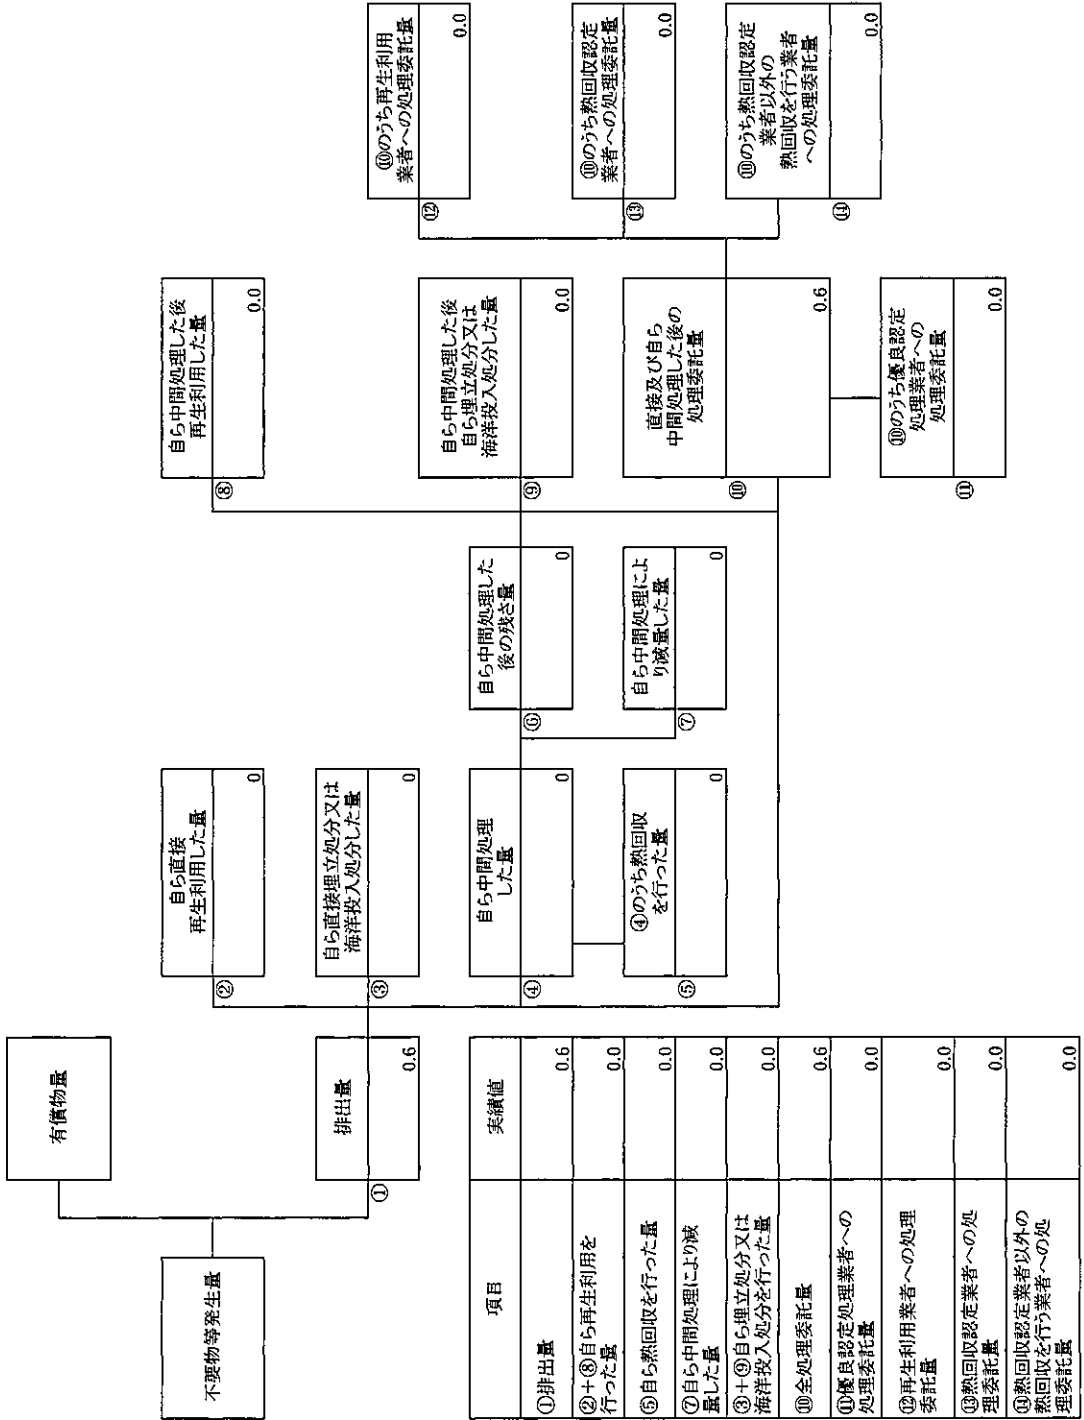 不要物等発生量
有償物量
排出量
①
0.6
自ら直接
再生利用した量
②
0
自ら直接埋立処分又は
海洋投入処分した量
③
0
自ら中間処理
した量
④
0
④のうち熱回収
を行った量
⑤
0
自ら中間処理した
後の残さ量
⑥
0
自ら中間処理によ
り減量した量
⑦
0
自ら中間処理した後
再生利用した量
⑧
0.0
自ら中間処理した後
自ら埋立処分又は
海洋投入処分した量
⑨
0.0
直接及び自ら
中間処理した後の
処理委託量
⑩
0.6
⑩のうち優良認定
処理業者への
処理委託量
⑪
0.0
⑩のうち再生利用
業者への処理委託量
⑫
0.0
⑩のうち熱回収認定
業者への処理委託量
⑬
0.0
⑩のうち熱回収認定
業者以外の
熱回収を行う業者
への処理委託量
⑭
0.0
項目 実績値
①排出量 0.6
②+⑧自ら再生利用を
行った量 0.0
⑤自ら熱回収を行った量 0.0
⑦自ら中間処理により減
量した量 0.0
③+⑨自ら埋立処分又は
海洋投入処分を行った量 0.0
⑩全処理委託量 0.6
⑪優良認定処理業者への
処理委託量 0.0
⑫再生利用業者への処理
委託量 0.0
⑬熱回収認定業者への処
理委託量 0.0
⑭熱回収認定業者以外の
熱回収を行う業者への処
理委託量 0.0